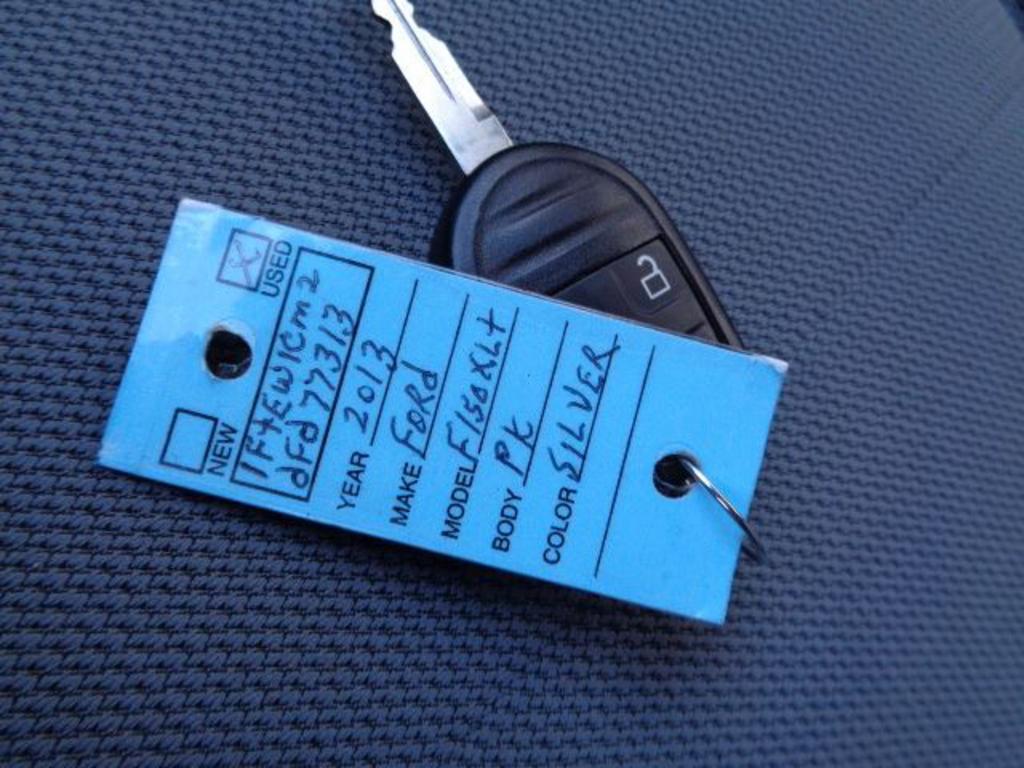 NEW USED
1FtEW1Cm2
dFd77313
YEAR 2013
MAKE FORd
MODEL F150XLt
BODY PK
COLOR SILVER